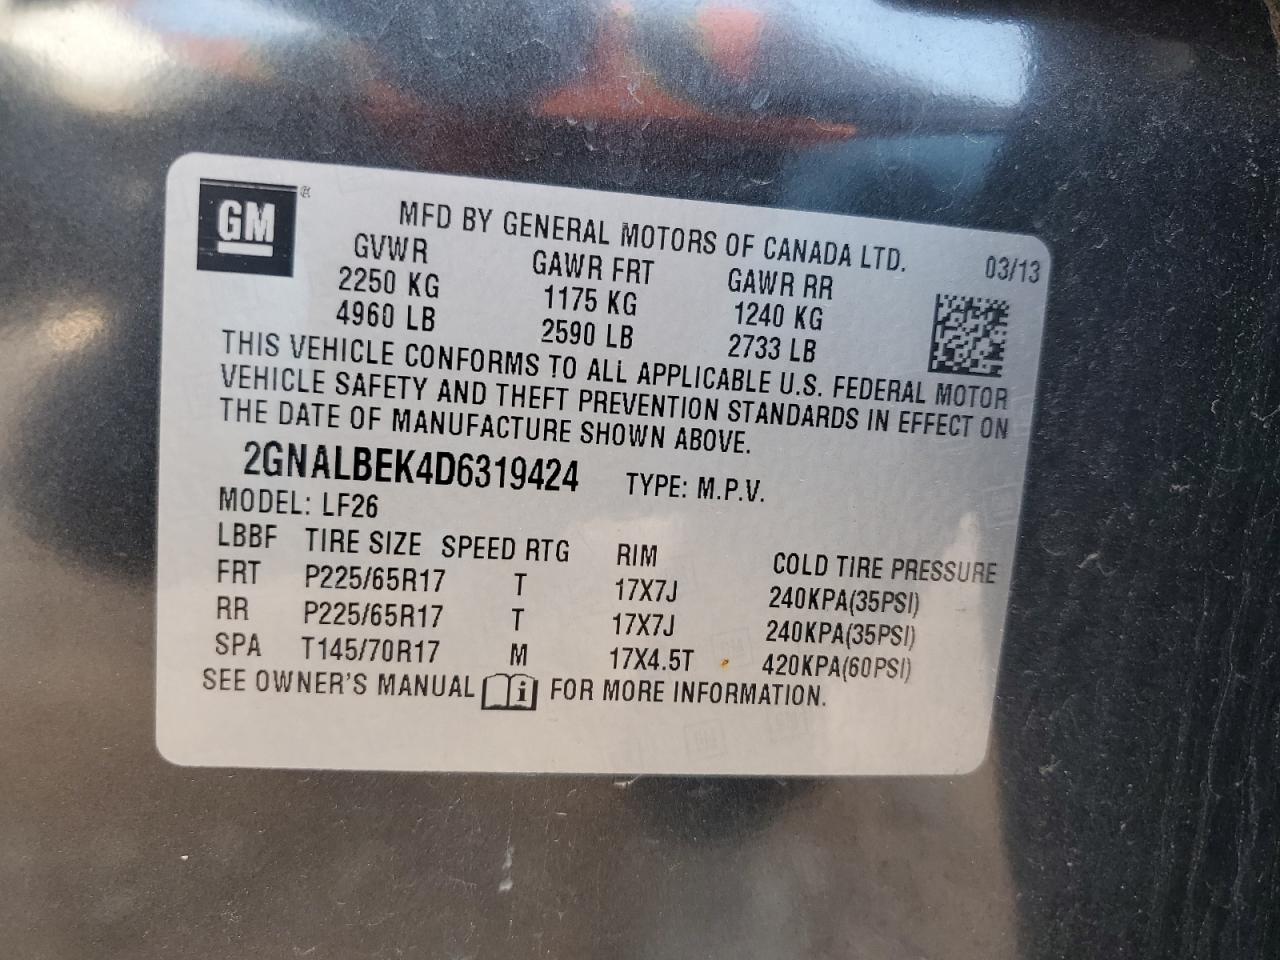 GM
MFD BY GENERAL MOTORS OF CANADA LTD.
03/13
GVWR GAWR FRT GAWR RR
2250 KG 1175 KG 1240 KG
4960 LB 2590 LB 2733 LB
THIS VEHICLE CONFORMS TO ALL APPLICABLE U.S. FEDERAL MOTOR
VEHICLE SAFETY AND THEFT PREVENTION STANDARDS IN EFFECT ON
THE DATE OF MANUFACTURE SHOWN ABOVE.
2GNALBEK4D6319424 TYPE: M.P.V.
MODEL: LF26
LBBF TIRE SIZE SPEED RTG RIM COLD TIRE PRESSURE
FRT P225/65R17 T 17X7J 240KPA(35PSI)
RR P225/65R17 T 17X7J 240KPA(35PSI)
SPA T145/70R17 M 17X4.5T 420KPA(60PSI)
SEE OWNER'S MANUAL i FOR MORE INFORMATION.